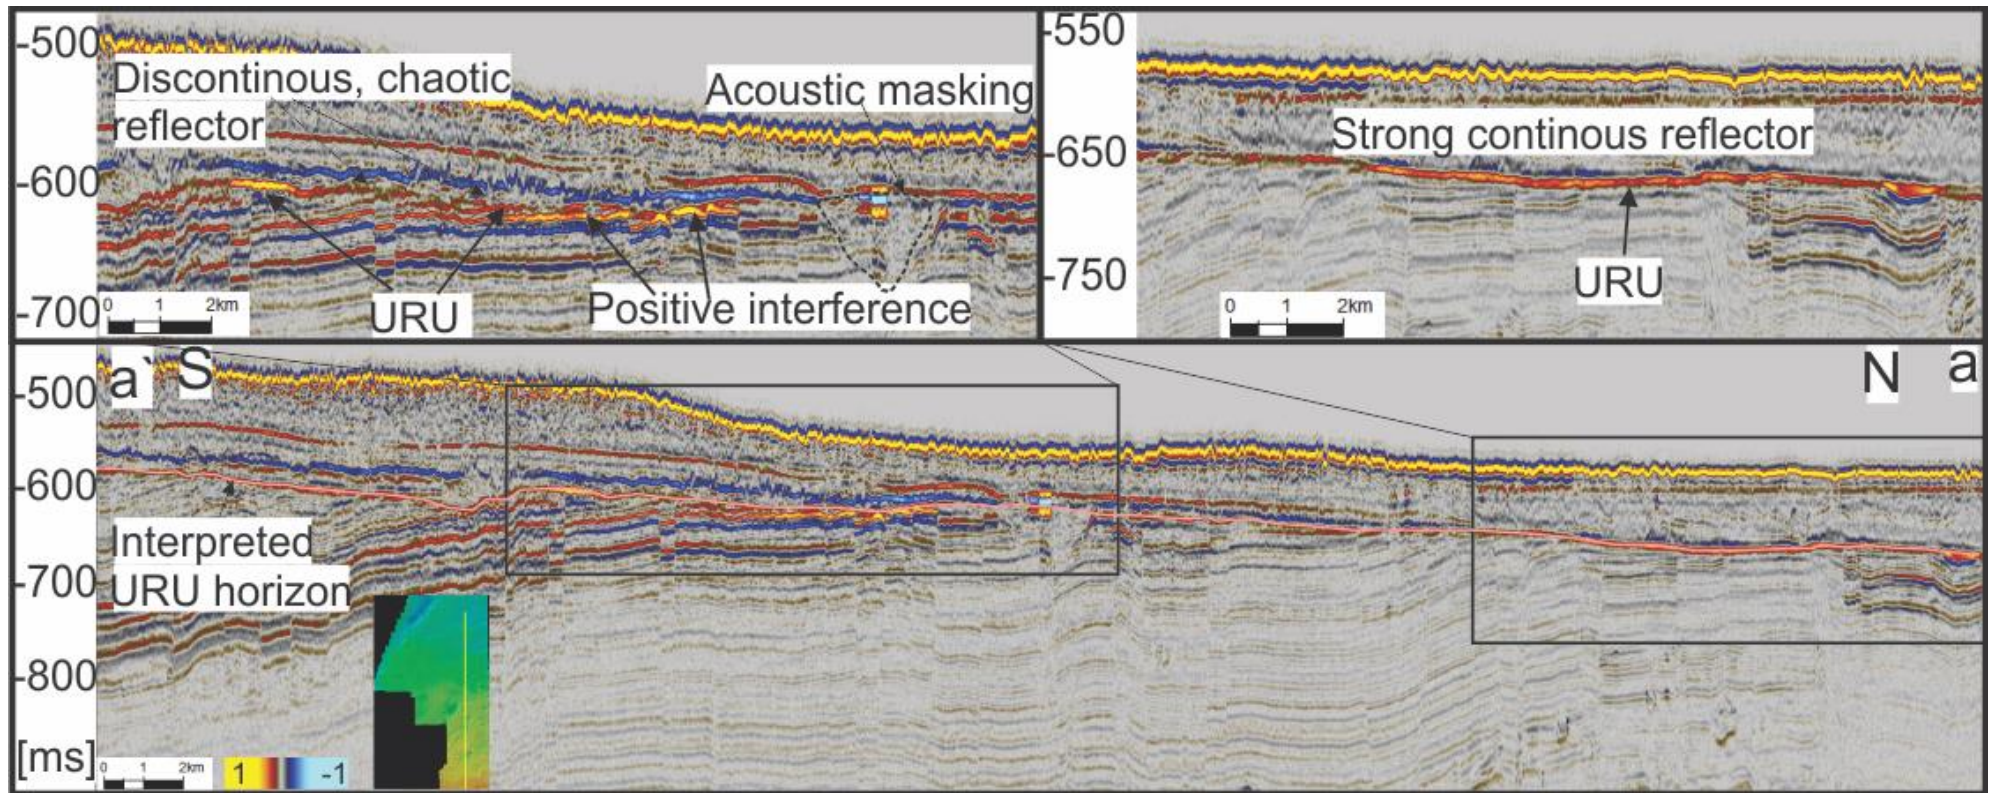 -500
-600
-700
Discontinous, chaotic
reflector
Acoustic masking
URU
Positive interference
0 1 2km
-550
-650
-750
Strong continous reflector
URU
0 1 2km
a` S
N a
-500
-600
-700
-800
[ms]
Interpreted
URU horizon
0 1 2km
1 -1